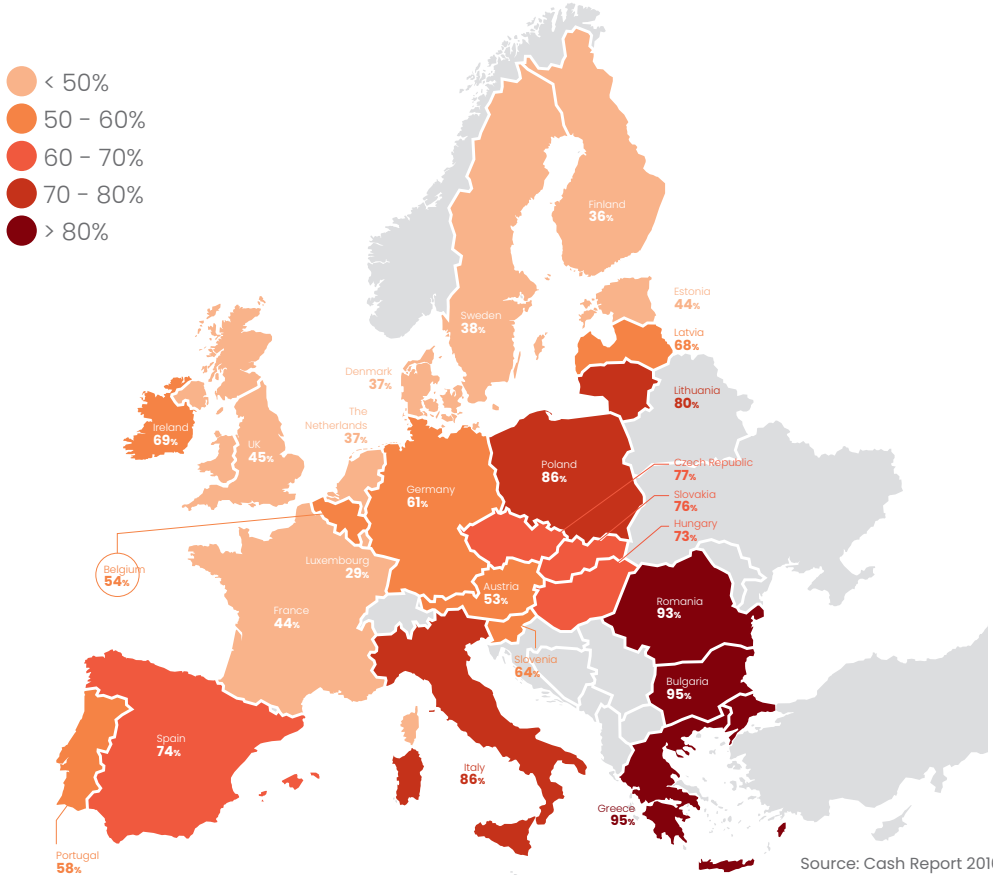 < 50%
50 - 60%
60 - 70%
70 - 80%
> 80%
Finland
36%
Estonia
44%
Sweden
38%
Latvia
68%
Denmark
37%
Lithuania
80%
The
Netherlands
37%
Ireland
69%
UK
45%
Poland
86%
Czech Republic
77%
Germany
61%
Slovakia
76%
Hungary
73%
Luxembourg
29%
Belgium
54%
Austria
53%
France
44%
Romania
93%
Slovenia
64%
Bulgaria
95%
Spain
74%
Italy
86%
Greece
95%
Portugal
58%
Source: Cash Report 201